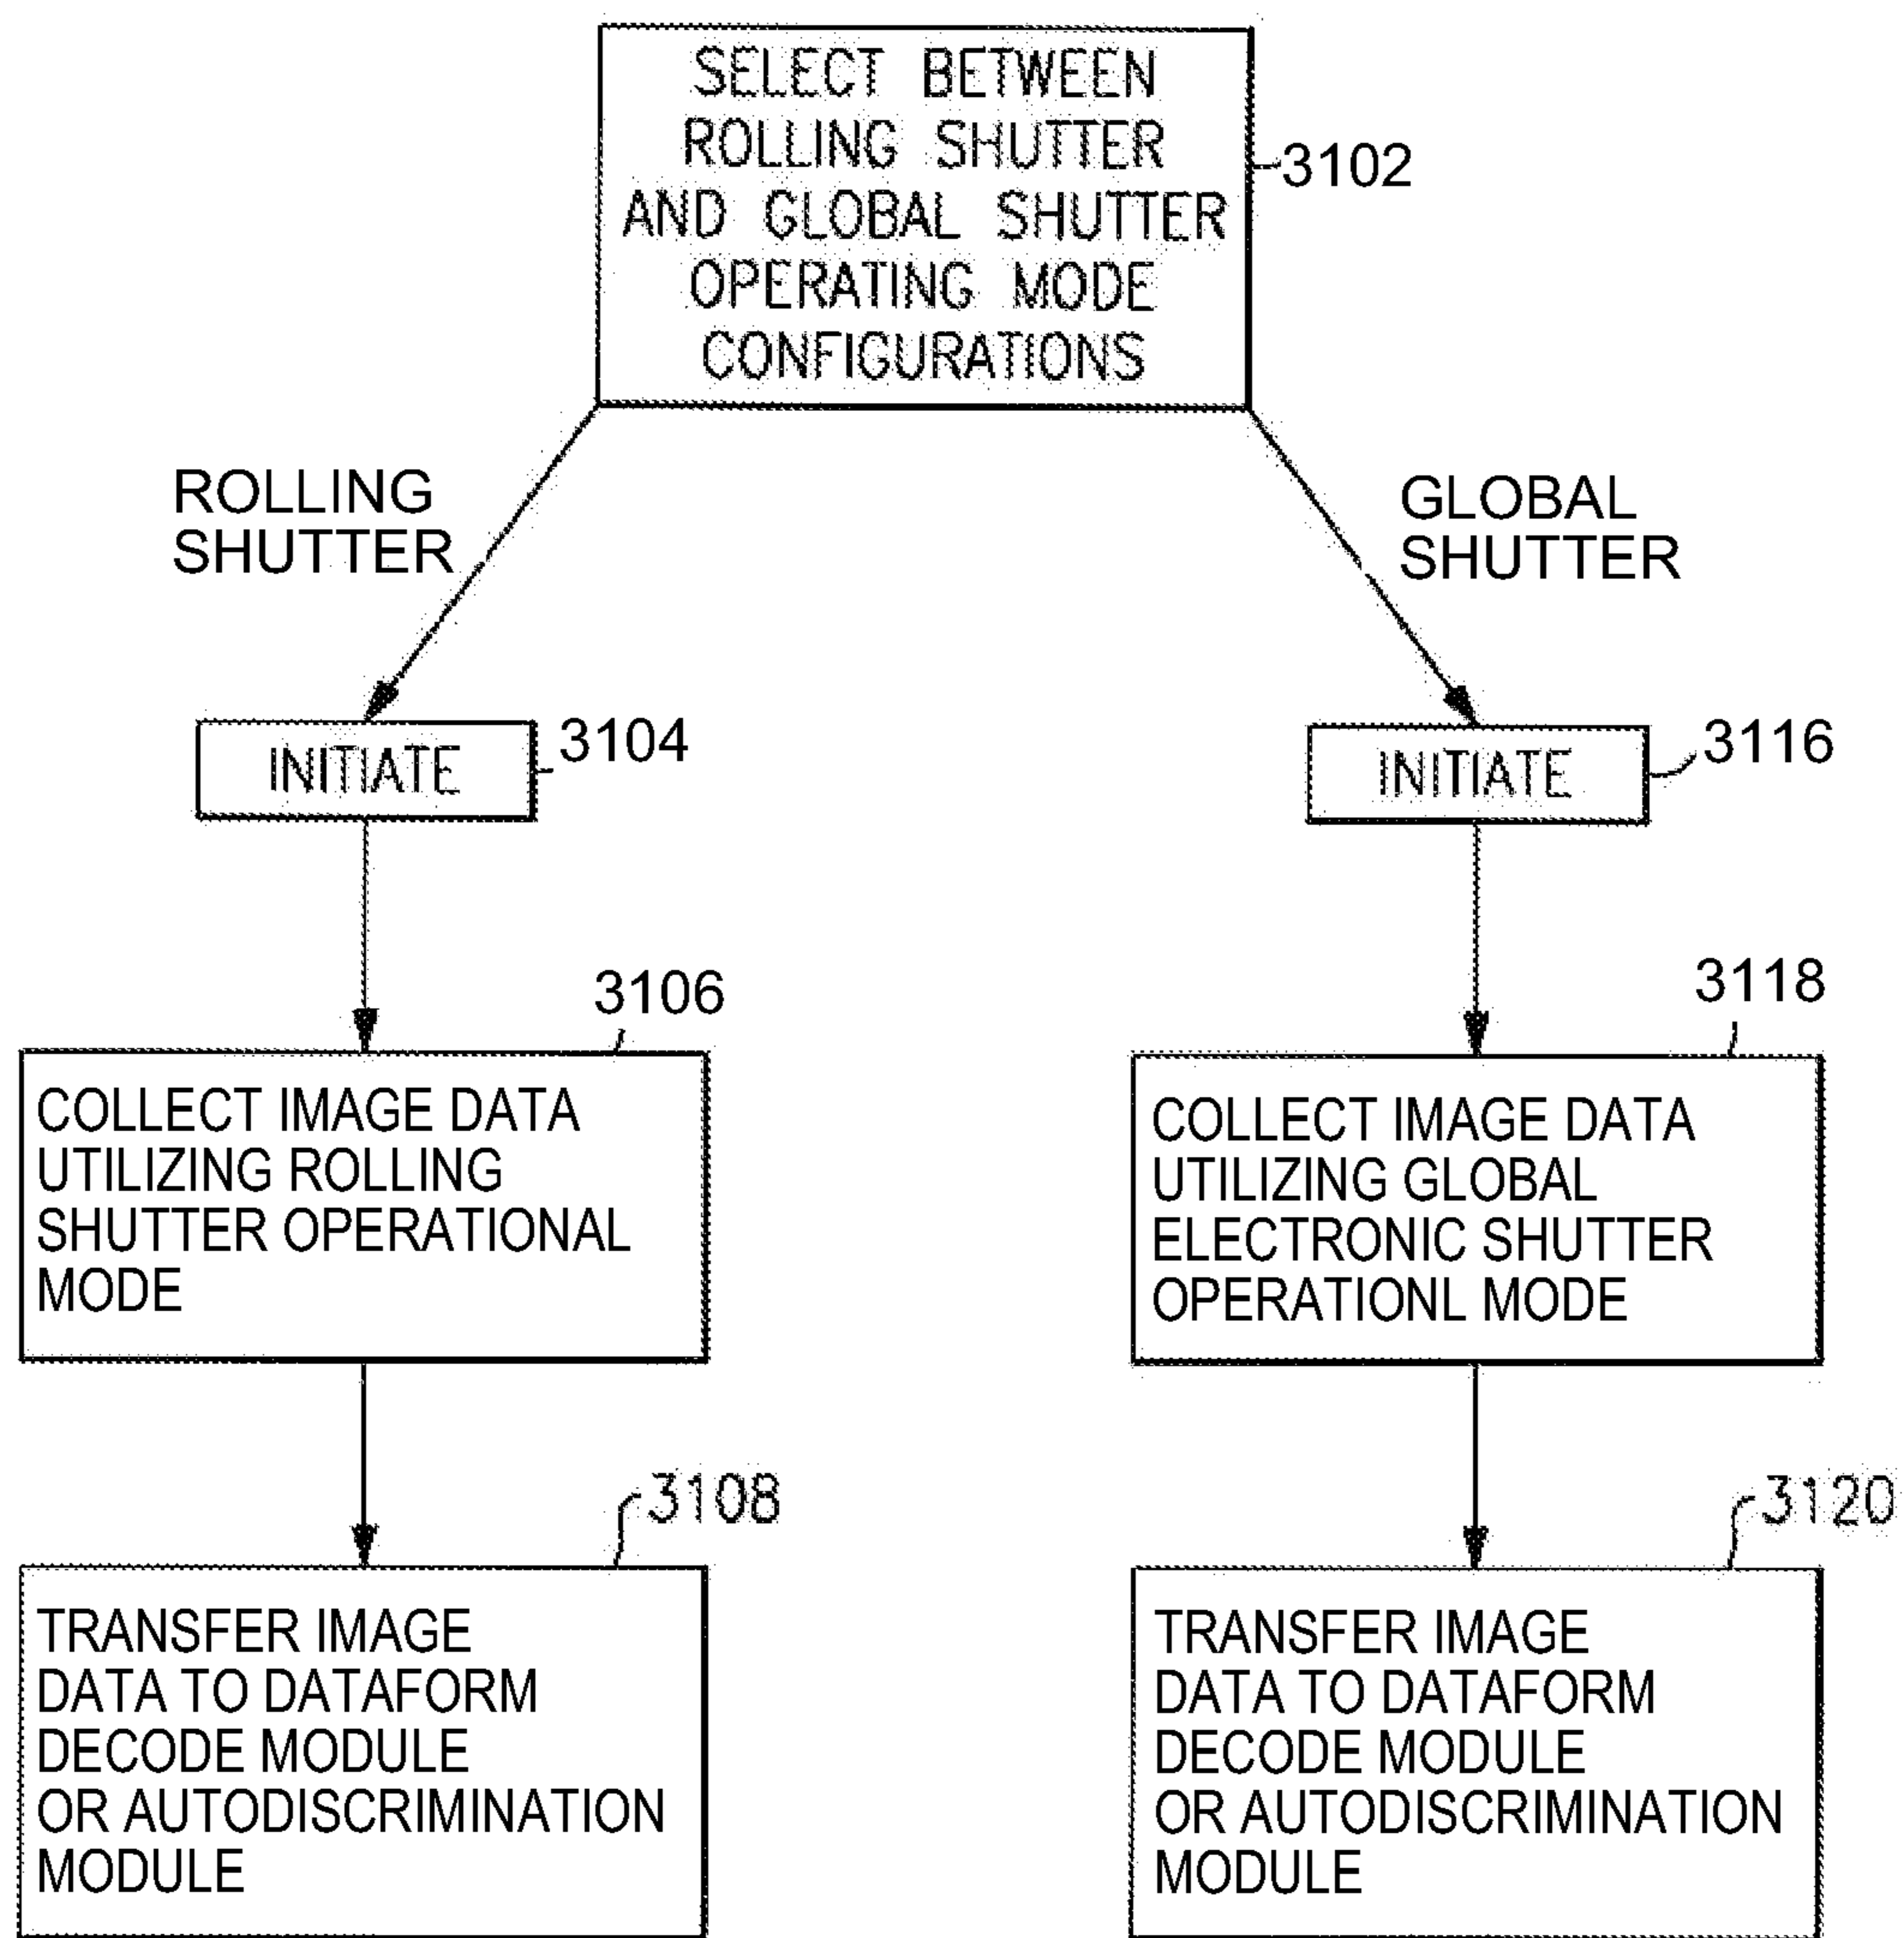 SELECT BETWEEN
ROLLING SHUTTER
AND GLOBAL SHUTTER
OPERATING MODE
CONFIGURATIONS
3102
ROLLING
SHUTTER
GLOBAL
SHUTTER
INITIATE
3104
INITIATE
3116
3106
COLLECT IMAGE DATA
UTILIZING ROLLING
SHUTTER OPERATIONAL
MODE
3118
COLLECT IMAGE DATA
UTILIZING GLOBAL
ELECTRONIC SHUTTER
OPERATIONL MODE
3108
TRANSFER IMAGE
DATA TO DATAFORM
DECODE MODULE
OR AUTODISCRIMINATION
MODULE
3120
TRANSFER IMAGE
DATA TO DATAFORM
DECODE MODULE
OR AUTODISCRIMINATION
MODULE